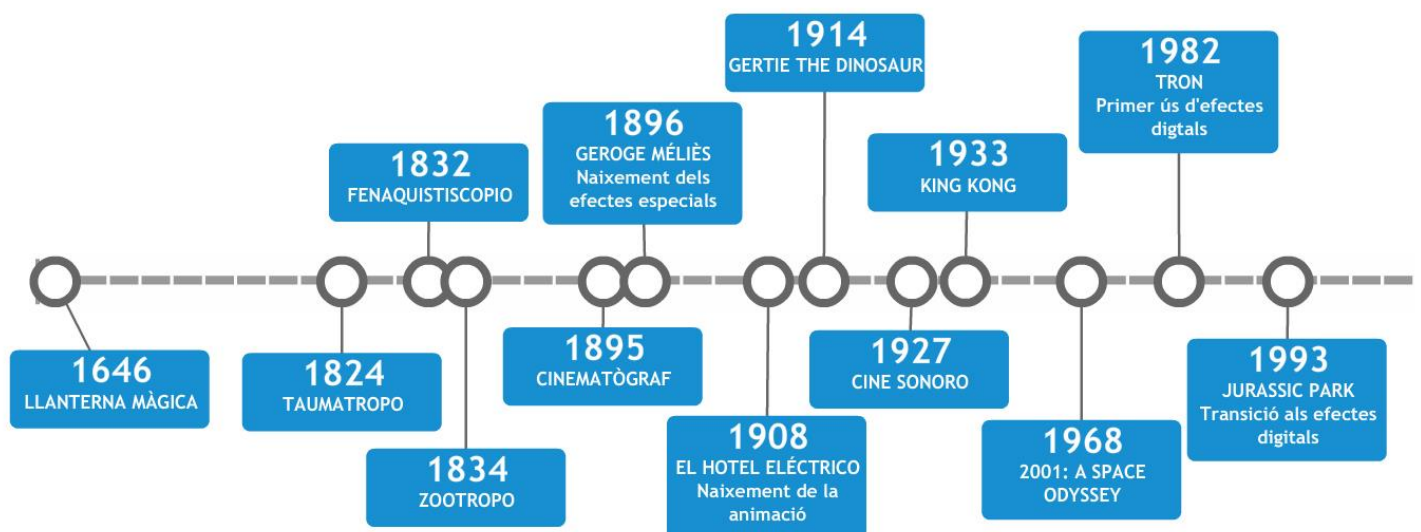 1646
LLANTERNA MÀGICA
1824
TAUMATROPO
1832
FENAQUISTISCOPIO
1834
ZOOTROPO
1895
CINEMATÒGRAF
1896
GEROGE MÉLIÈS
Naixement dels
efectes especials
1908
EL HOTEL ELÉCTRICO
Naixement de la
animació
1914
GERTIE THE DINOSAUR
1927
CINE SONORO
1933
KING KONG
1968
2001: A SPACE
ODYSSEY
1982
TRON
Primer ús d'efectes
digtals
1993
JURASSIC PARK
Transició als efectes
digitals